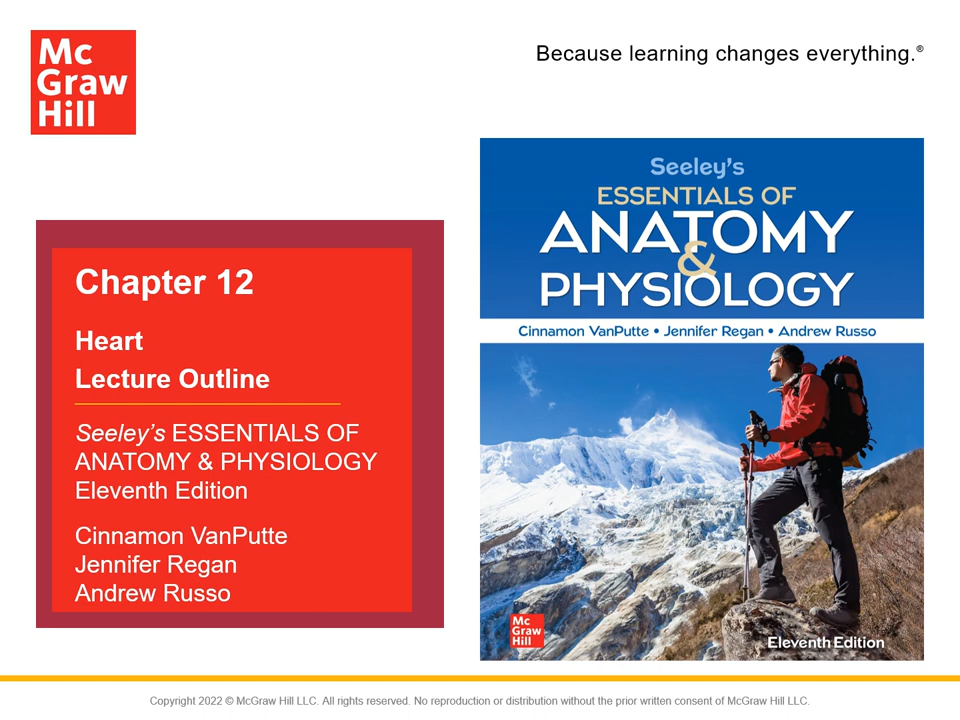 Mc
Graw
Hill
Because learning changes everything.®
Chapter 12
Heart
Lecture Outline
Seeley’s ESSENTIALS OF
ANATOMY & PHYSIOLOGY
Eleventh Edition
Cinnamon VanPutte
Jennifer Regan
Andrew Russo
Seeley’s
ESSENTIALS OF
ANATOMY
&
PHYSIOLOGY
Cinnamon VanPutte • Jennifer Regan • Andrew Russo
Mc
Graw
Hill
Eleventh Edition
Copyright 2022 © McGraw Hill LLC. All rights reserved. No reproduction or distribution without the prior written consent of McGraw Hill LLC.